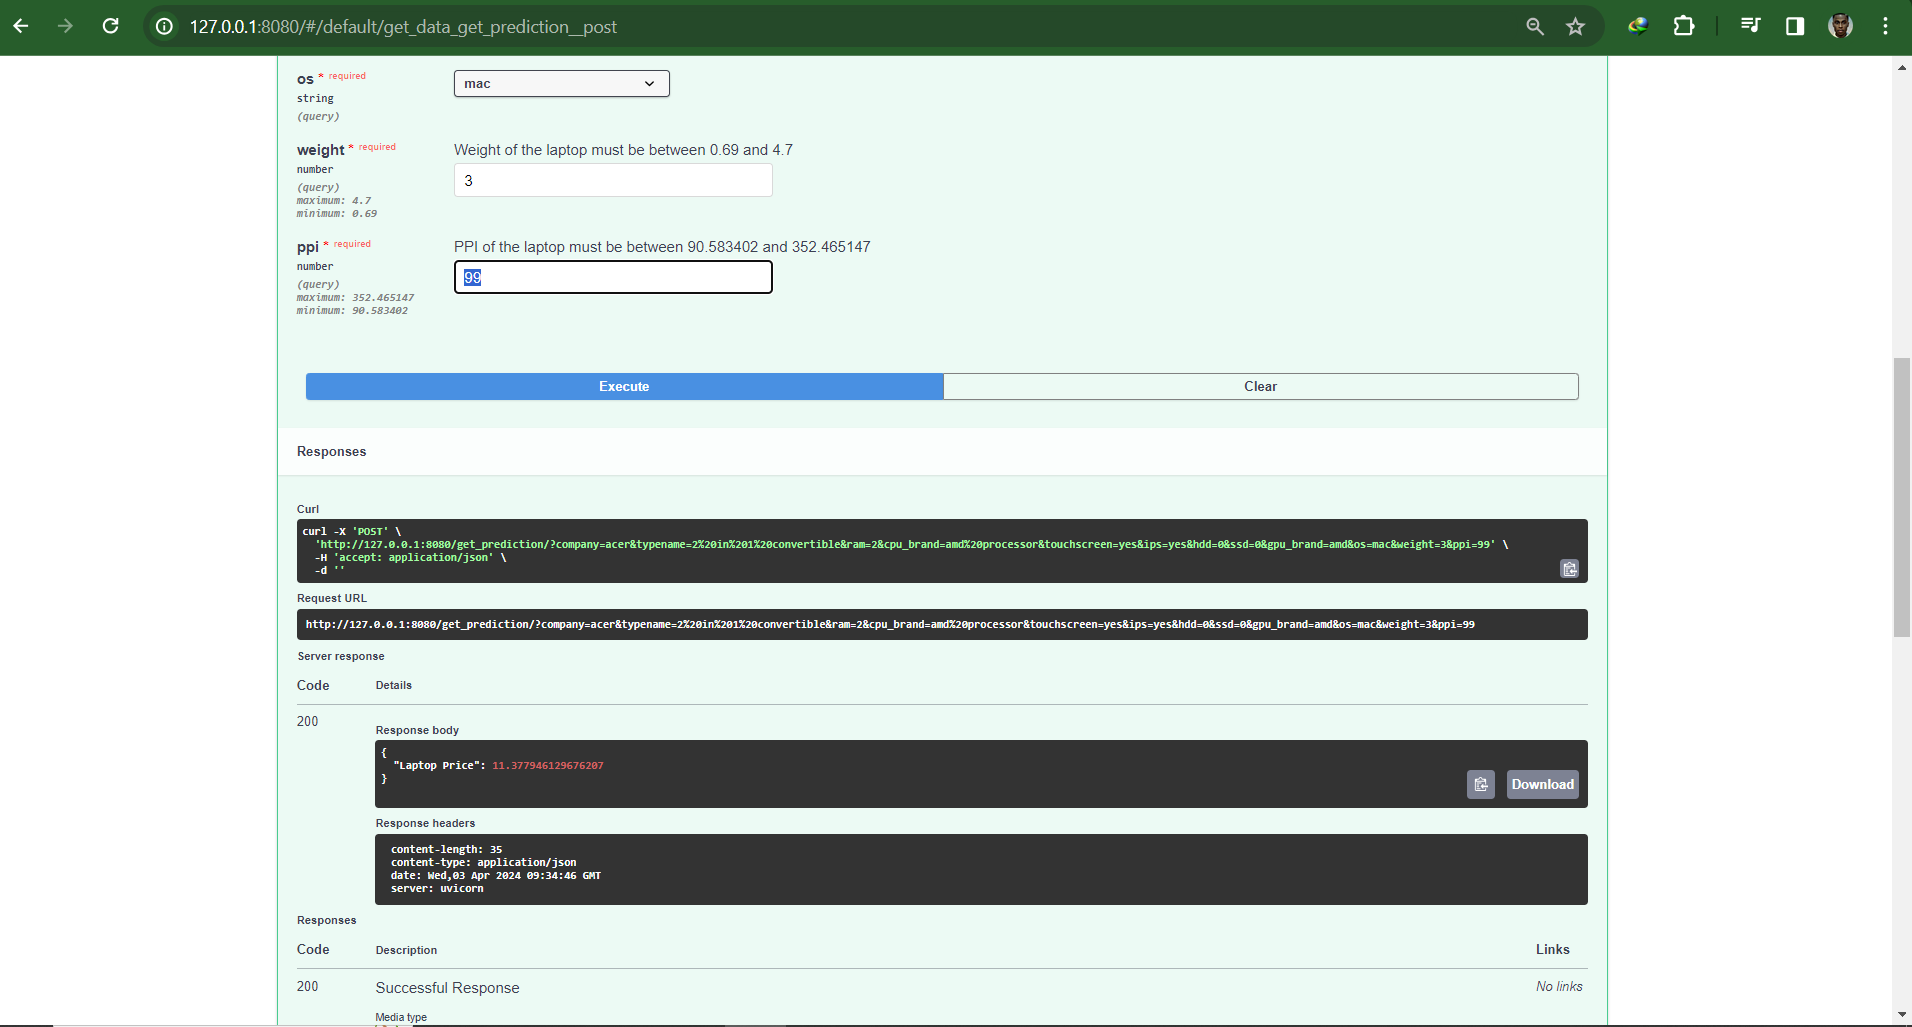 127.0.0.1:8080/#/default/get_data_get_prediction__post
os * required
mac
string
(query)
weight * required
Weight of the laptop must be between 0.69 and 4.7
number
3
(query)
maximum: 4.7
minimum: 0.69
ppi * required
PPI of the laptop must be between 90.583402 and 352.465147
number
99
(query)
maximum: 352.465147
minimum: 90.583402
Execute
Clear
Responses
Curl
curl -X 'POST' \
'http://127.0.0.1:8080/get_prediction/?company=acer&typename=2%20in%201%20convertible&ram=2&cpu_brand=amd%20processor&touchscreen=yes&ips=yes&hdd=0&ssd=0&gpu_brand=amd&os=mac&weight=3&ppi=99' \
-H 'accept: application/json' \
-d ''
Request URL
http://127.0.0.1:8080/get_prediction/?company=acer&typename=2%20in%201%20convertible&ram=2&cpu_brand=amd%20processor&touchscreen=yes&ips=yes&hdd=0&ssd=0&gpu_brand=amd&os=mac&weight=3&ppi=99
Server response
Code Details
200
Response body
{
"Laptop Price": 11.377946129676207
}
Download
Response headers
content-length: 35
content-type: application/json
date: Wed,03 Apr 2024 09:34:46 GMT
server: uvicorn
Responses
Code Description Links
200 Successful Response No links
Media type